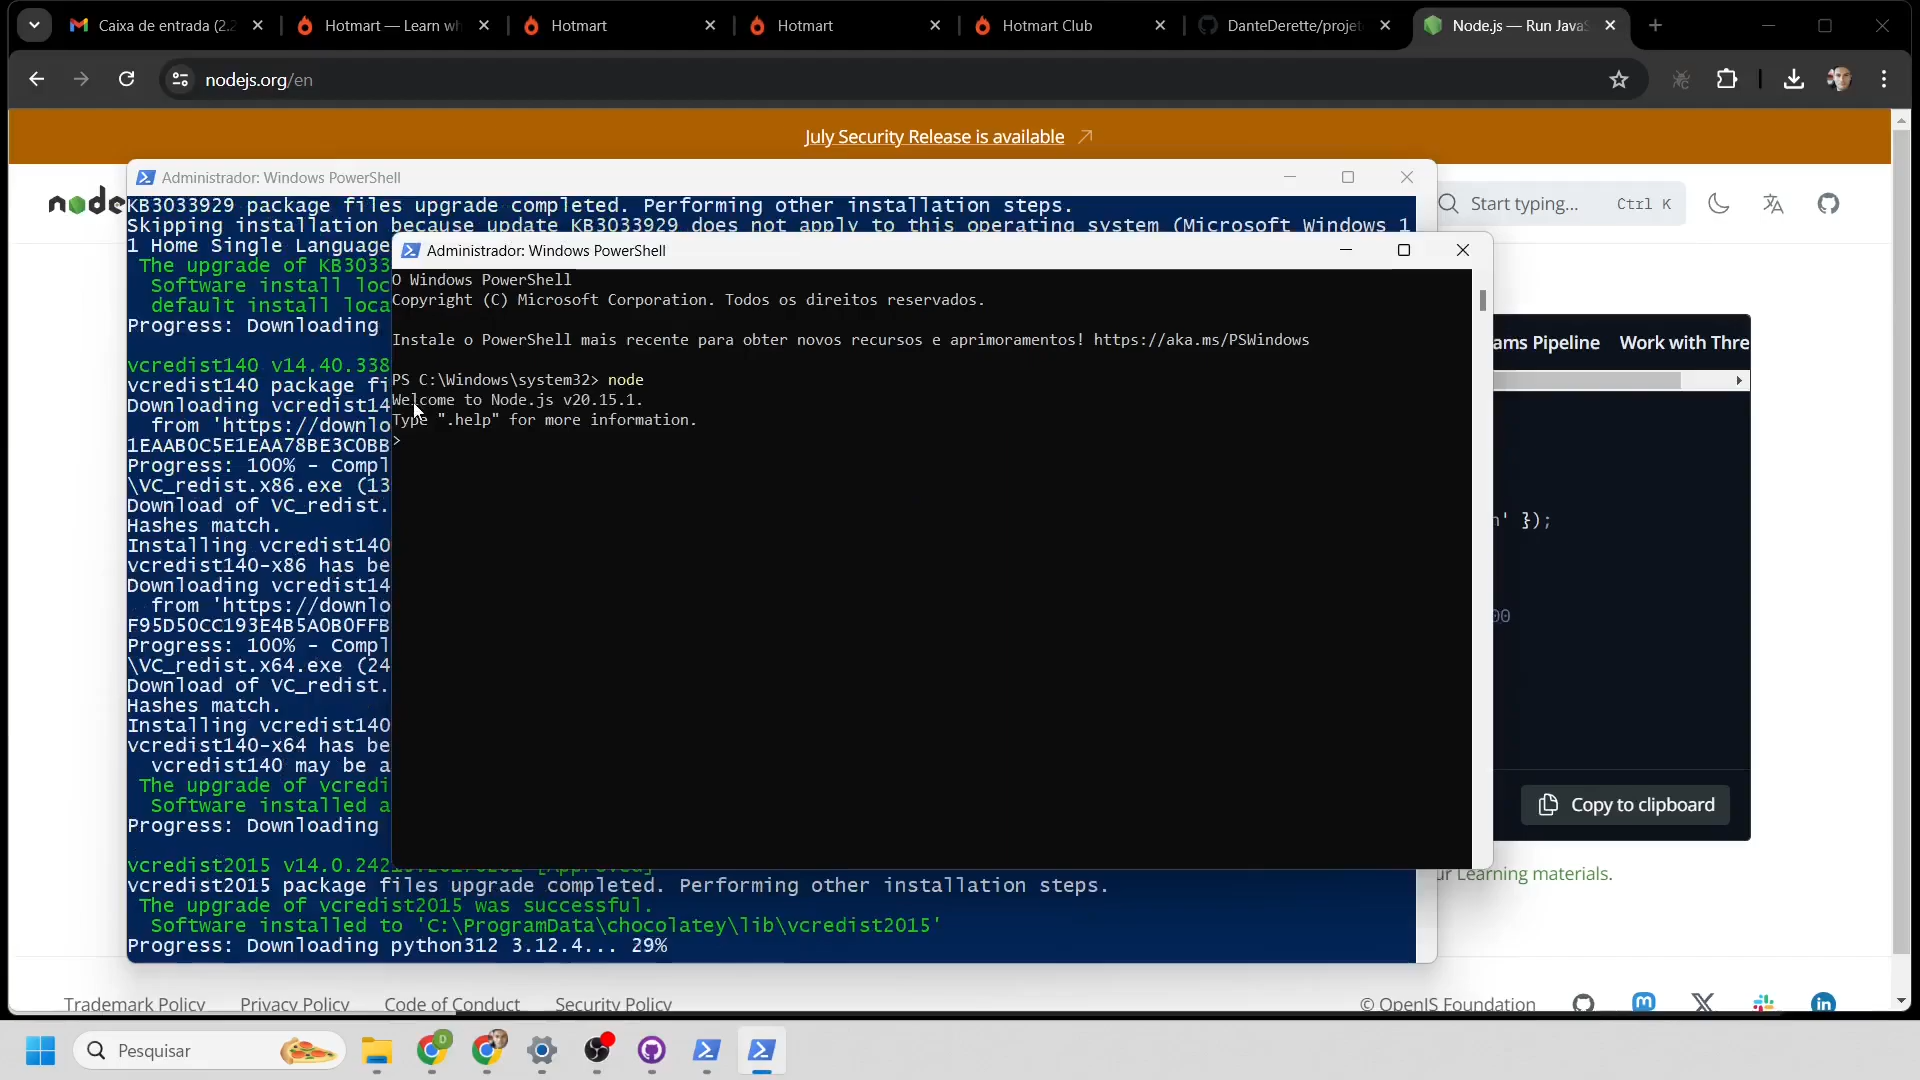 Caixa de entrada (2.2
Hotmart — Learn wh
Hotmart
Hotmart
Hotmart Club
DanteDerette/projet
Node.js — Run JavaS
nodejs.org/en
July Security Release is available
node
Start typing...
Ctrl K
Administrador: Windows PowerShell
KB3033929 package files upgrade completed. Performing other installation steps.
Skipping installation because update KB3033929 does not apply to this operating system (Microsoft Windows 1
1 Home Single Language
The upgrade of KB3033
Software install loc
default install loca
Progress: Downloading
vcredist140 v14.40.338
vcredist140 package fi
Downloading vcredist14
from 'https://downlo
1EAAB0C5E1EAA78BE3C0BB
Progress: 100% - Compl
\VC_redist.x86.exe (13
Download of VC_redist.
Hashes match.
Installing vcredist140
vcredist140-x86 has be
Downloading vcredist14
from 'https://downlo
F95D50CC193E4B5A0B0FFB
Progress: 100% - Compl
\VC_redist.x64.exe (24
Download of VC_redist.
Hashes match.
Installing vcredist140
vcredist140-x64 has be
vcredist140 may be a
The upgrade of vcredi
Software installed a
Progress: Downloading
vcredist2015 v14.0.242
vcredist2015 package files upgrade completed. Performing other installation steps.
The upgrade of vcredist2015 was successful.
Software installed to 'C:\ProgramData\chocolatey\lib\vcredist2015'
Progress: Downloading python312 3.12.4... 29%
Administrador: Windows PowerShell
O Windows PowerShell
Copyright (C) Microsoft Corporation. Todos os direitos reservados.
Instale o PowerShell mais recente para obter novos recursos e aprimoramentos! https://aka.ms/PSWindows
PS C:\Windows\system32> node
Welcome to Node.js v20.15.1.
Type ".help" for more information.
>
ams Pipeline
Work with Thre
n' });
00
Copy to clipboard
ur Learning materials.
Trademark Policy
Privacy Policy
Code of Conduct
Security Policy
© OpenJS Foundation
Pesquisar